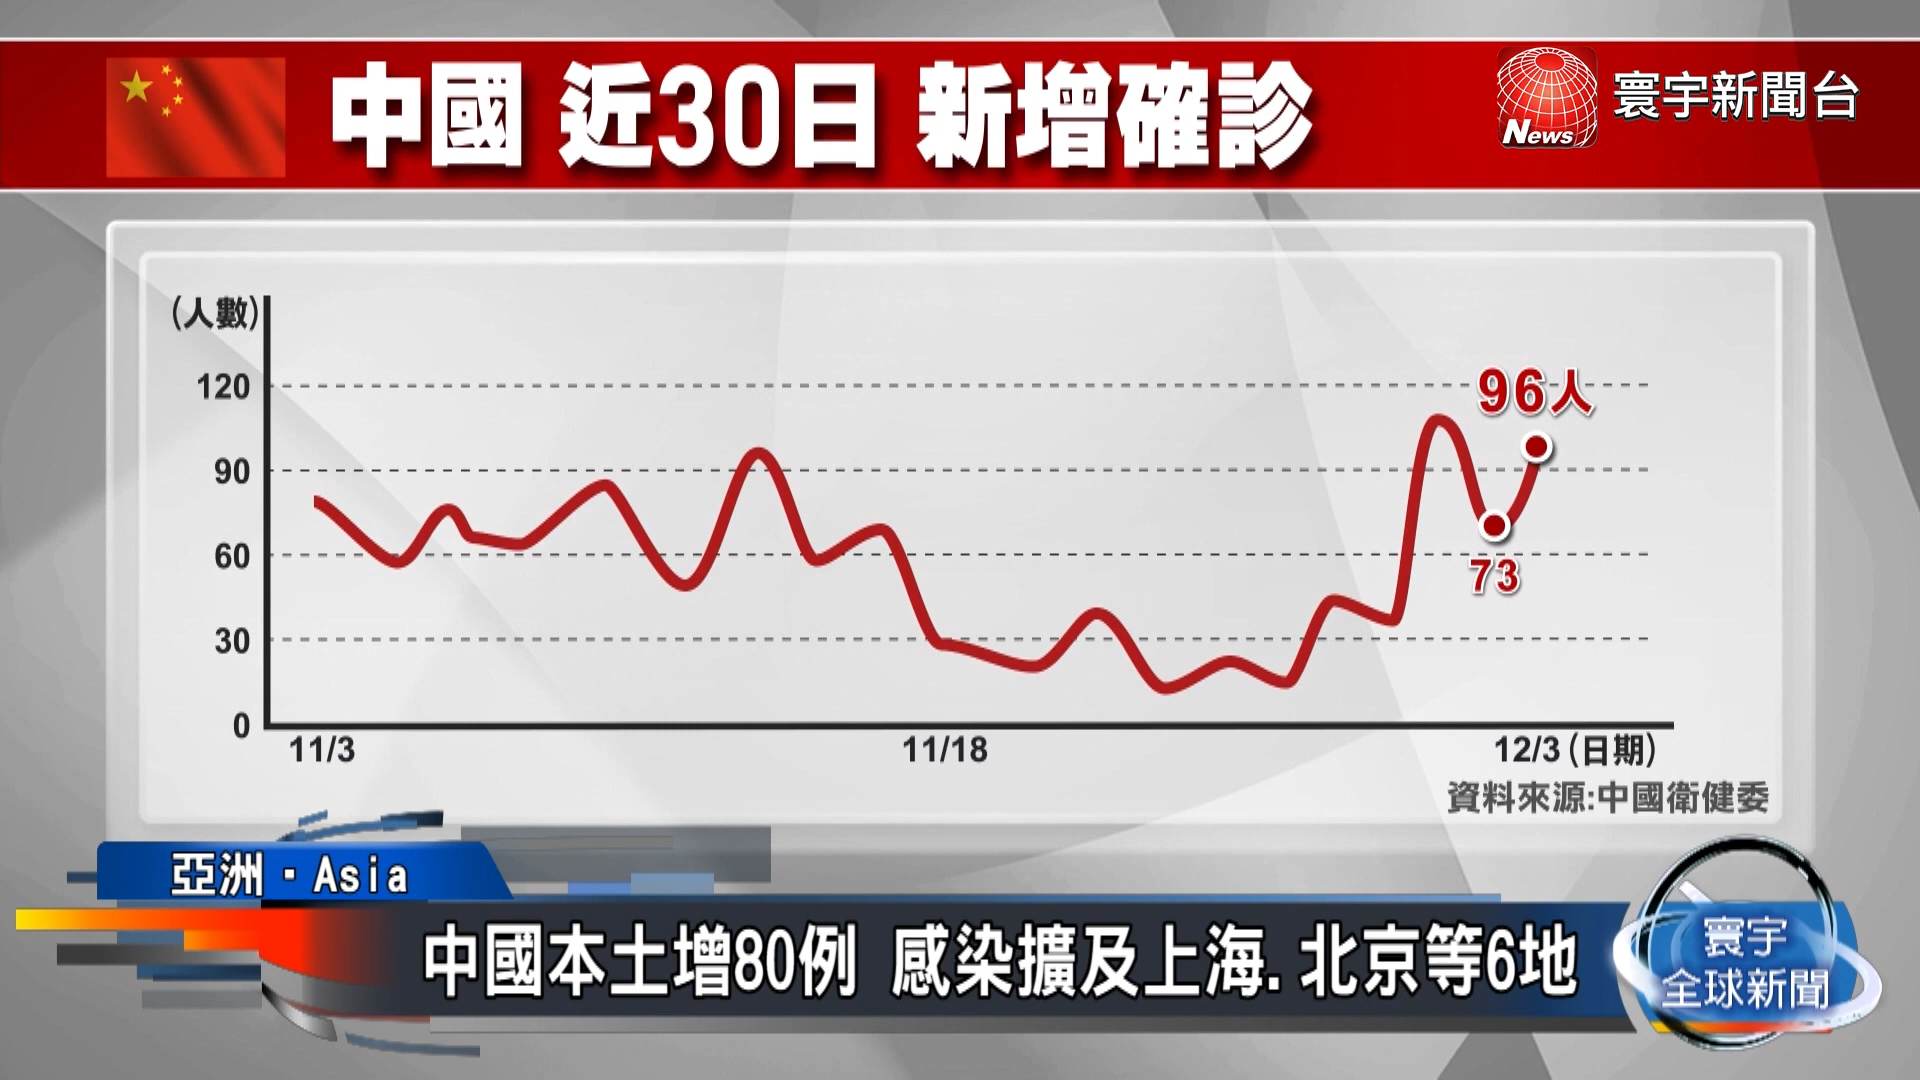 中國 近30日 新增確診
News
寰宇新聞台
(人數)
120
90
60
30
0
96人
73
11/3
11/18
12/3 (日期)
資料來源:中國衛健委
亞洲·Asia
中國本土增80例 感染擴及上海.北京等6地
寰宇
全球新聞